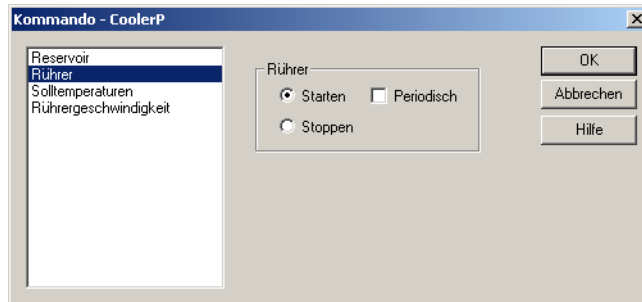 Kommando - CoolerP
Reservoir
Rührer
Solltemperaturen
Rührergeschwindigkeit
Rührer
Starten
Periodisch
Stoppen
OK
Abbrechen
Hilfe